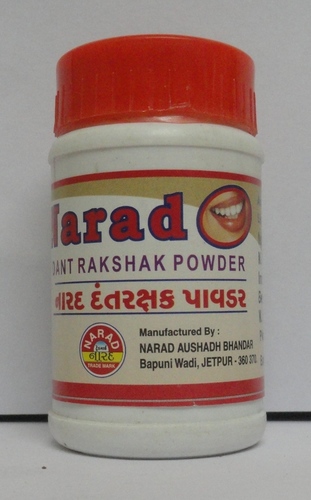 Narad
DANT RAKSHAK POWDER
નારદ દંતરક્ષક પાવડર
NARAD
નારદ
TRADE MARK
Manufactured By :
NARAD AUSHADH BHANDAR
Bapuni Wadi, JETPUR - 360 370.